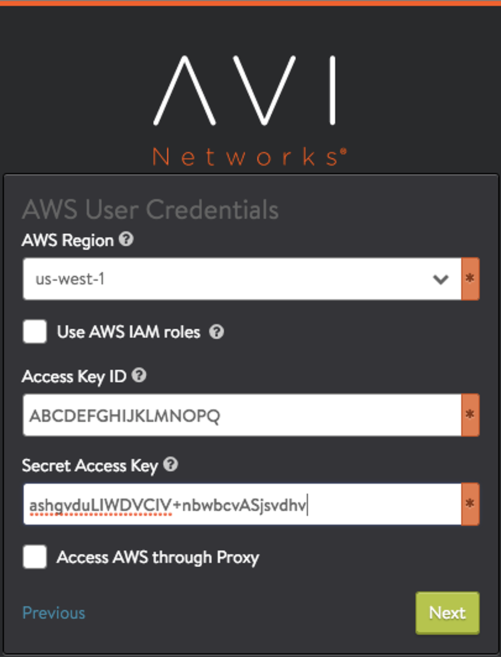 AVI
Networks®
AWS User Credentials
AWS Region ?
us-west-1 *
Use AWS IAM roles ?
Access Key ID ?
ABCDEFGHIJKLMNOPQ *
Secret Access Key ?
ashgvduLIWDVCIV+nbwbcvASjsvdhv *
Access AWS through Proxy
Previous Next